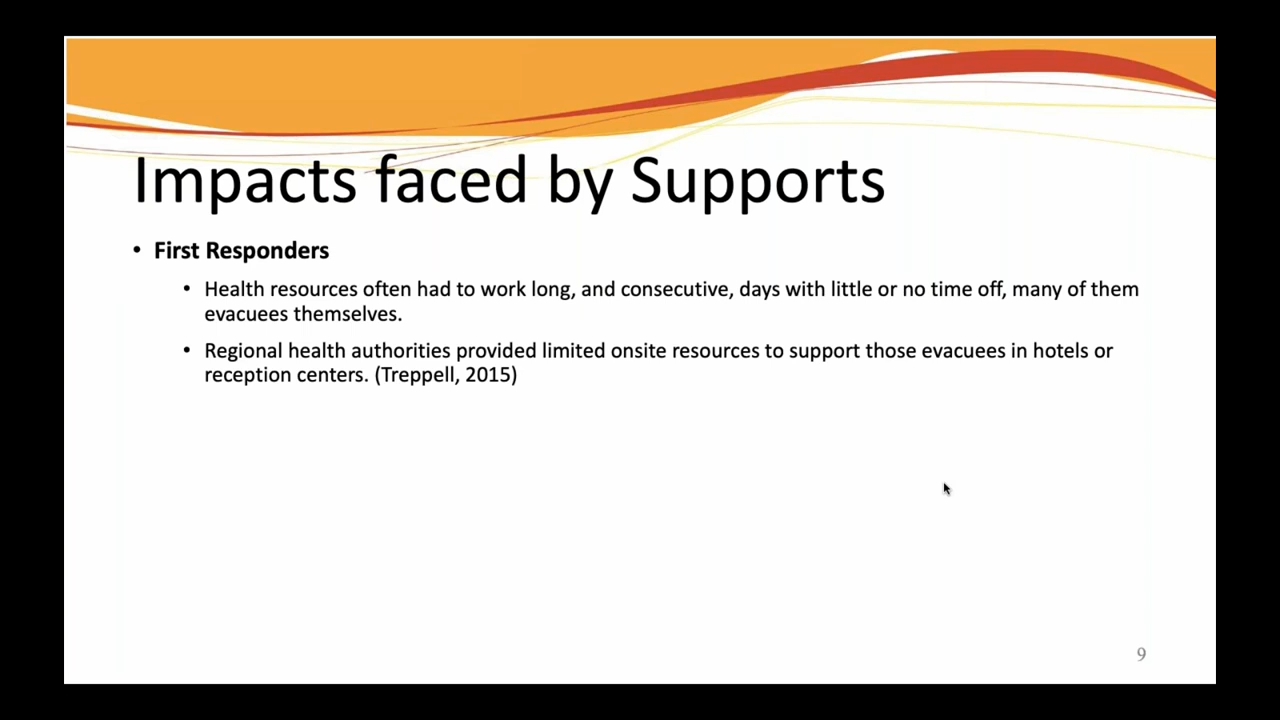 Impacts faced by Supports
• First Responders
• Health resources often had to work long, and consecutive, days with little or no time off, many of them
evacuees themselves.
• Regional health authorities provided limited onsite resources to support those evacuees in hotels or
reception centers. (Treppell, 2015)
9